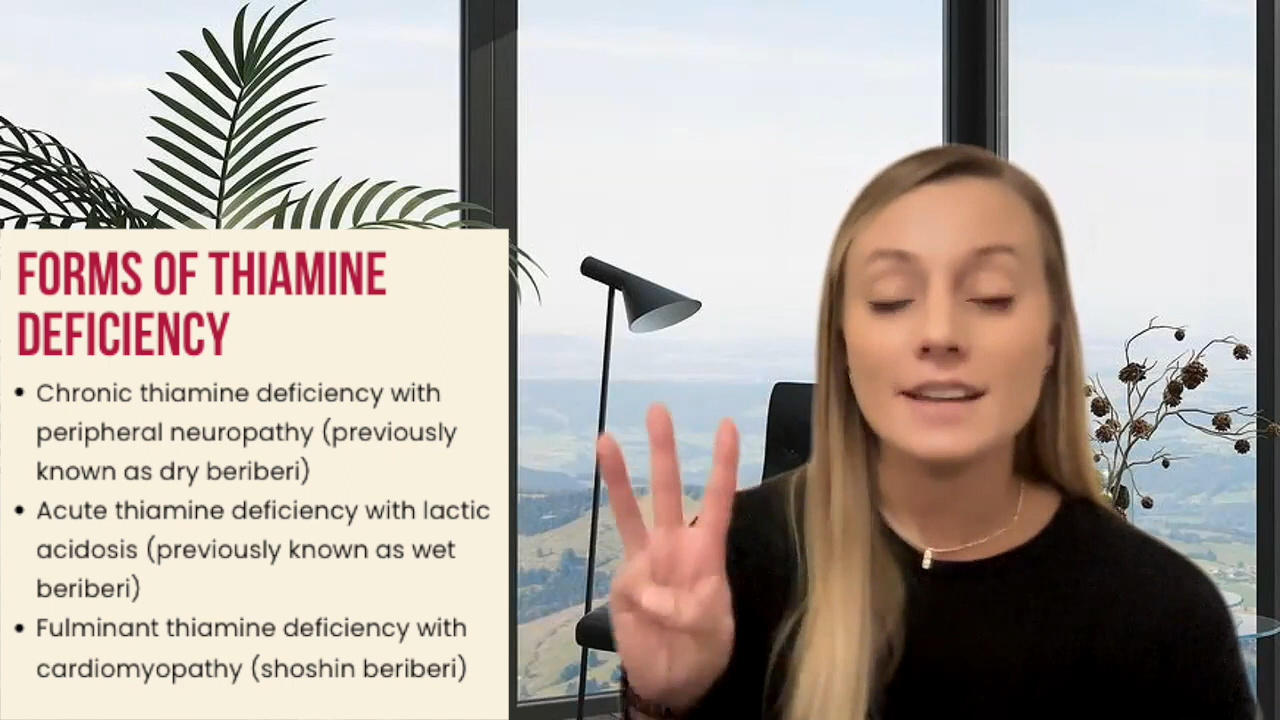 FORMS OF THIAMINE
DEFICIENCY
• Chronic thiamine deficiency with
peripheral neuropathy (previously
known as dry beriberi)
• Acute thiamine deficiency with lactic
acidosis (previously known as wet
beriberi)
• Fulminant thiamine deficiency with
cardiomyopathy (shoshin beriberi)